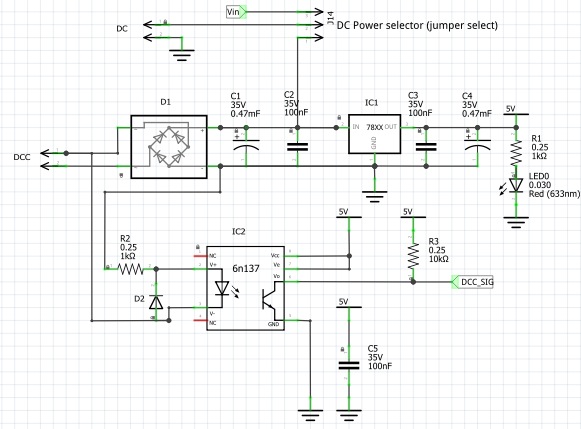 Vin
J14
DC
DC Power selector (jumper select)
D1
C1
35V
0.47mF
C2
35V
100nF
IC1
78XX
IN
OUT
GND
C3
35V
100nF
C4
35V
0.47mF
5V
R1
0.25
1kΩ
LED0
0.030
Red (633nm)
DCC
R2
0.25
1kΩ
D2
IC2
6n137
NC
V+
V-
NC
Vcc
Ve
Vo
GND
5V
5V
R3
0.25
10kΩ
DCC_SIG
5V
C5
35V
100nF